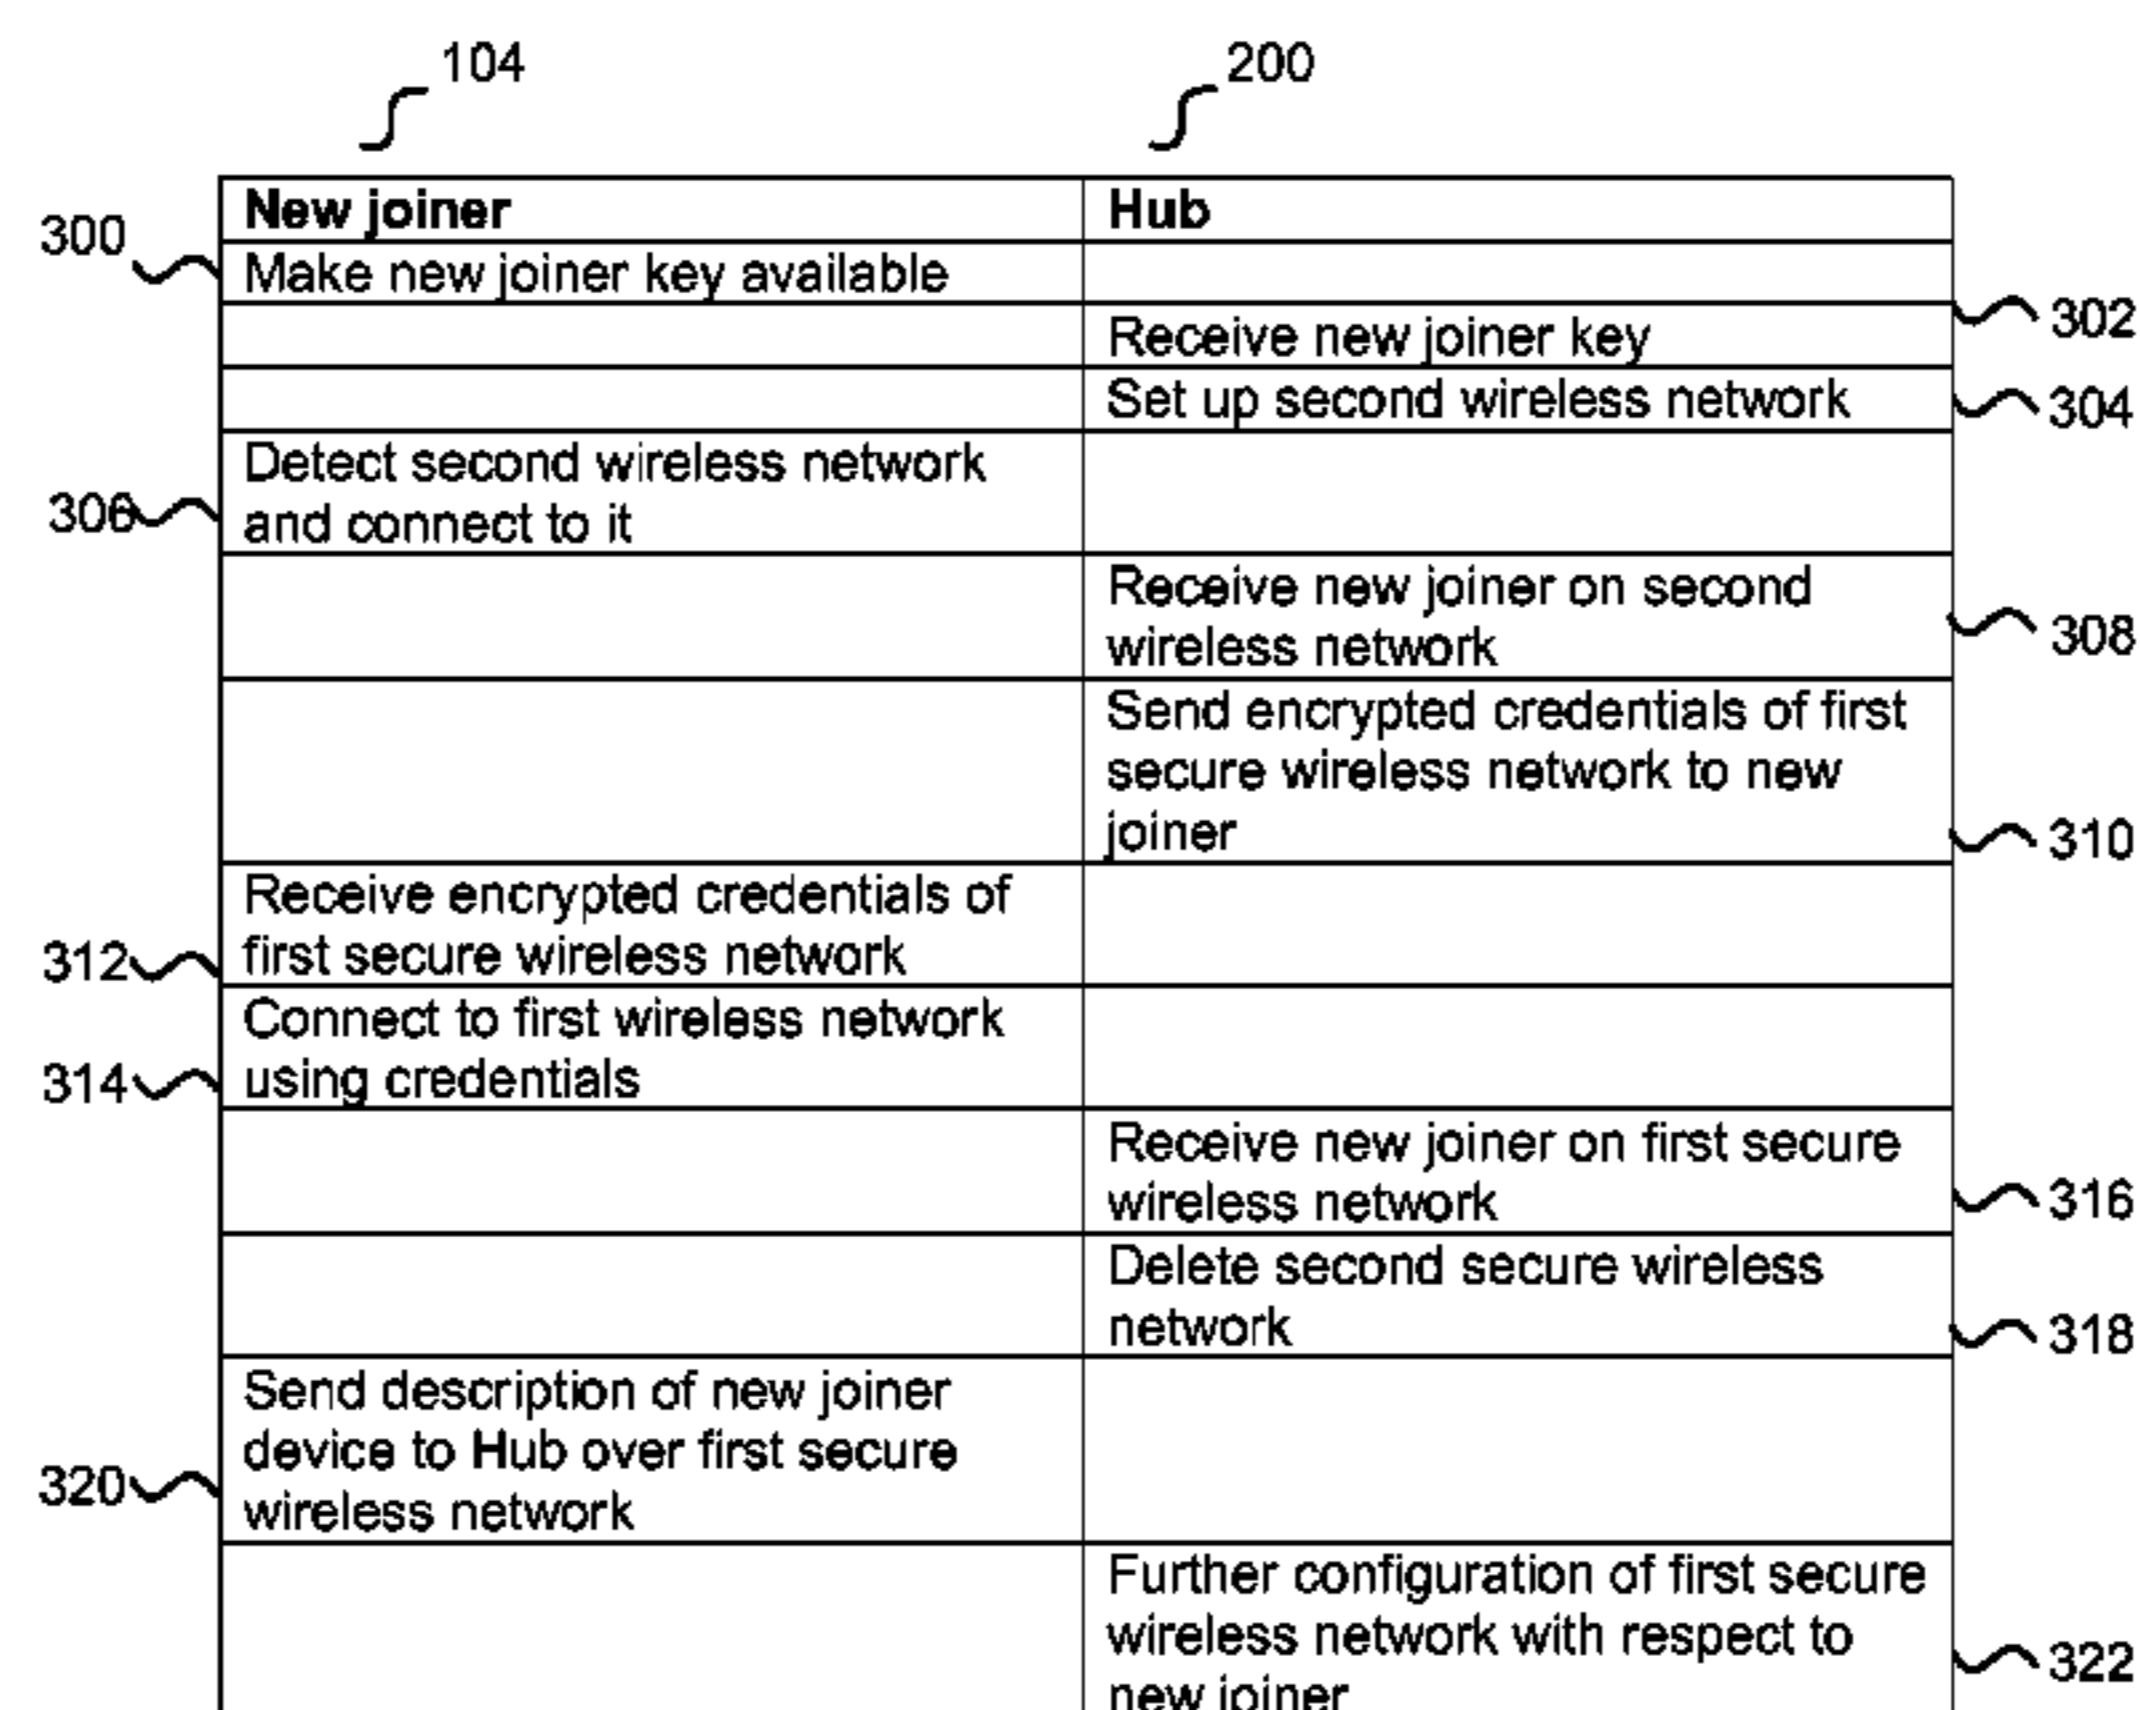 104
200
New joiner
Hub
300
Make new joiner key available
302
Receive new joiner key
Set up second wireless network
304
Detect second wireless network
and connect to it
306
Receive new joiner on second
wireless network
308
Send encrypted credentials of first
secure wireless network to new
joiner
310
Receive encrypted credentials of
first secure wireless network
312
Connect to first wireless network
using credentials
314
Receive new joiner on first secure
wireless network
316
Delete second secure wireless
network
318
Send description of new joiner
device to Hub over first secure
wireless network
320
Further configuration of first secure
wireless network with respect to
new joiner
322